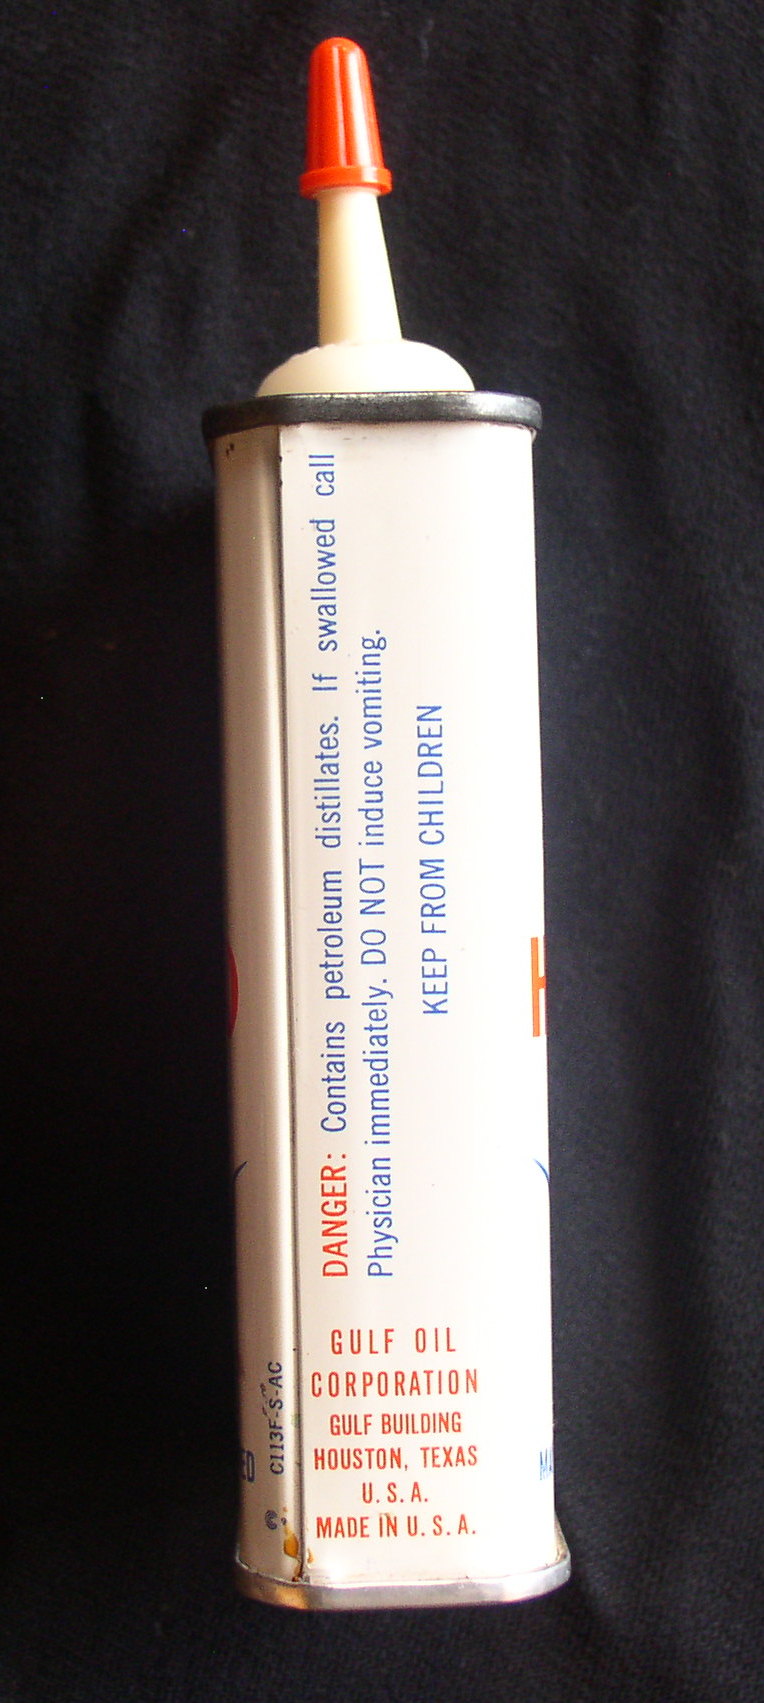 DANGER: Contains petroleum distillates. If swallowed call
Physician immediately. DO NOT induce vomiting.
KEEP FROM CHILDREN
GULF OIL
CORPORATION
GULF BUILDING
HOUSTON, TEXAS
U.S.A.
MADE IN U.S.A.
C113F-S-AC
ED
H